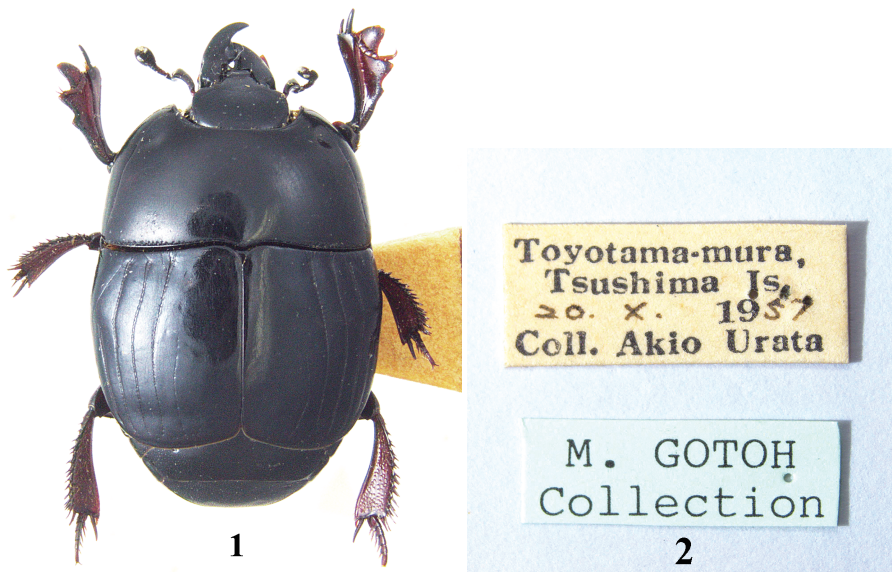 Toyotama-mura,
Tsushima Is.
20. X. 1957
Coll. Akio Urata
M. GOTOH
Collection
1
2